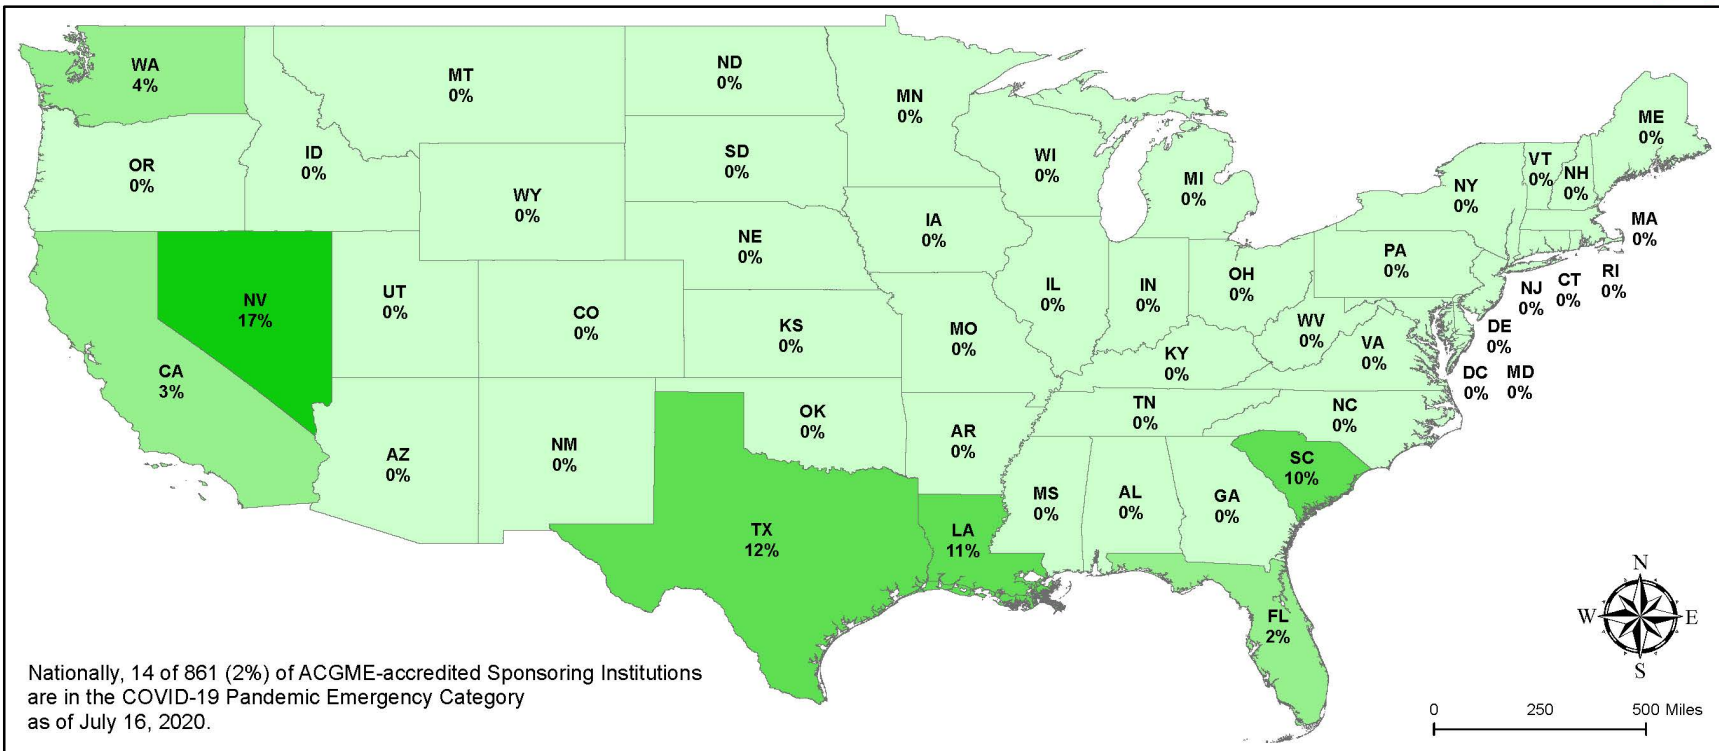 WA
4%
MT
0%
ND
0%
MN
0%
ME
0%
OR
0%
ID
0%
SD
0%
WI
0%
MI
0%
VT
0%
NH
0%
NY
0%
WY
0%
IA
0%
MA
0%
NE
0%
PA
0%
NV
17%
UT
0%
CO
0%
IL
0%
IN
0%
OH
0%
NJ
0%
CT
0%
RI
0%
KS
0%
MO
0%
WV
0%
VA
0%
DE
0%
KY
0%
CA
3%
DC
0%
MD
0%
OK
0%
TN
0%
NC
0%
AZ
0%
NM
0%
AR
0%
SC
10%
MS
0%
AL
0%
GA
0%
TX
12%
LA
11%
FL
2%
N
W E
S
Nationally, 14 of 861 (2%) of ACGME-accredited Sponsoring Institutions
are in the COVID-19 Pandemic Emergency Category
as of July 16, 2020.
0 250 500 Miles